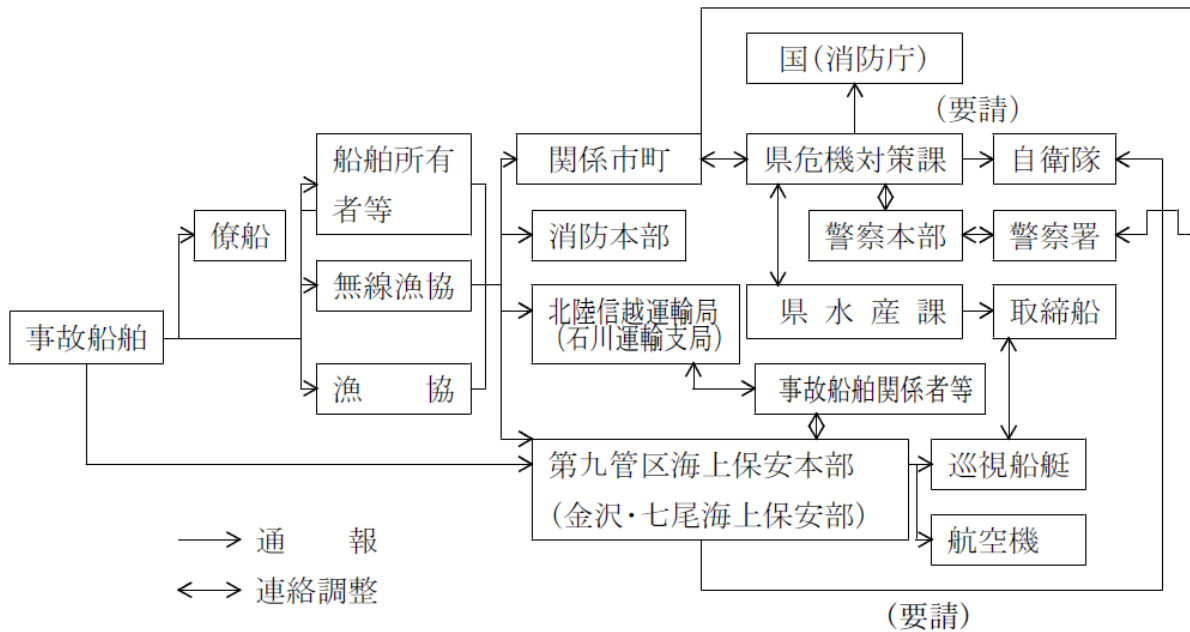 国(消防庁)
(要請)
船舶所有
者等
関係市町
県危機対策課
自衛隊
僚船
消防本部
警察本部
警察署
無線漁協
北陸信越運輸局
(石川運輸支局)
県水産課
取締船
事故船舶
漁協
事故船舶関係者等
第九管区海上保安本部
(金沢・七尾海上保安部)
巡視船艇
航空機
通報
連絡調整
(要請)